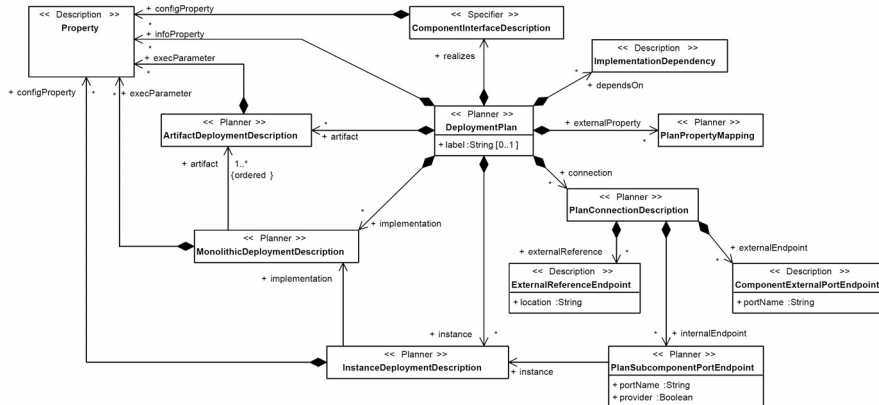 << Description >>
Property
+ configProperty
*
+ infoProperty
*
+ execParameter
*
<< Specifier >>
ComponentInterfaceDescription
+ realizes
<< Description >>
ImplementationDependency
*
+ dependsOn
+ configProperty
*
*
+ execParameter
<< Planner >>
ArtifactDeploymentDescription
*
+ artifact
<< Planner >>
DeploymentPlan
+ label :String [0..1 ]
+ externalProperty
*
<< Planner >>
PlanPropertyMapping
+ artifact
1..*
{ordered }
+ connection
*
<< Planner >>
PlanConnectionDescription
*
+ implementation
<< Planner >>
MonolithicDeploymentDescription
+ externalReference
*
+ externalEndpoint
*
<< Description >>
ExternalReferenceEndpoint
+ location :String
<< Description >>
ComponentExternalPortEndpoint
+ portName :String
+ implementation
+ instance
*
*
+ internalEndpoint
<< Planner >>
InstanceDeploymentDescription
+ instance
<< Planner >>
PlanSubcomponentPortEndpoint
+ portName :String
+ provider :Boolean